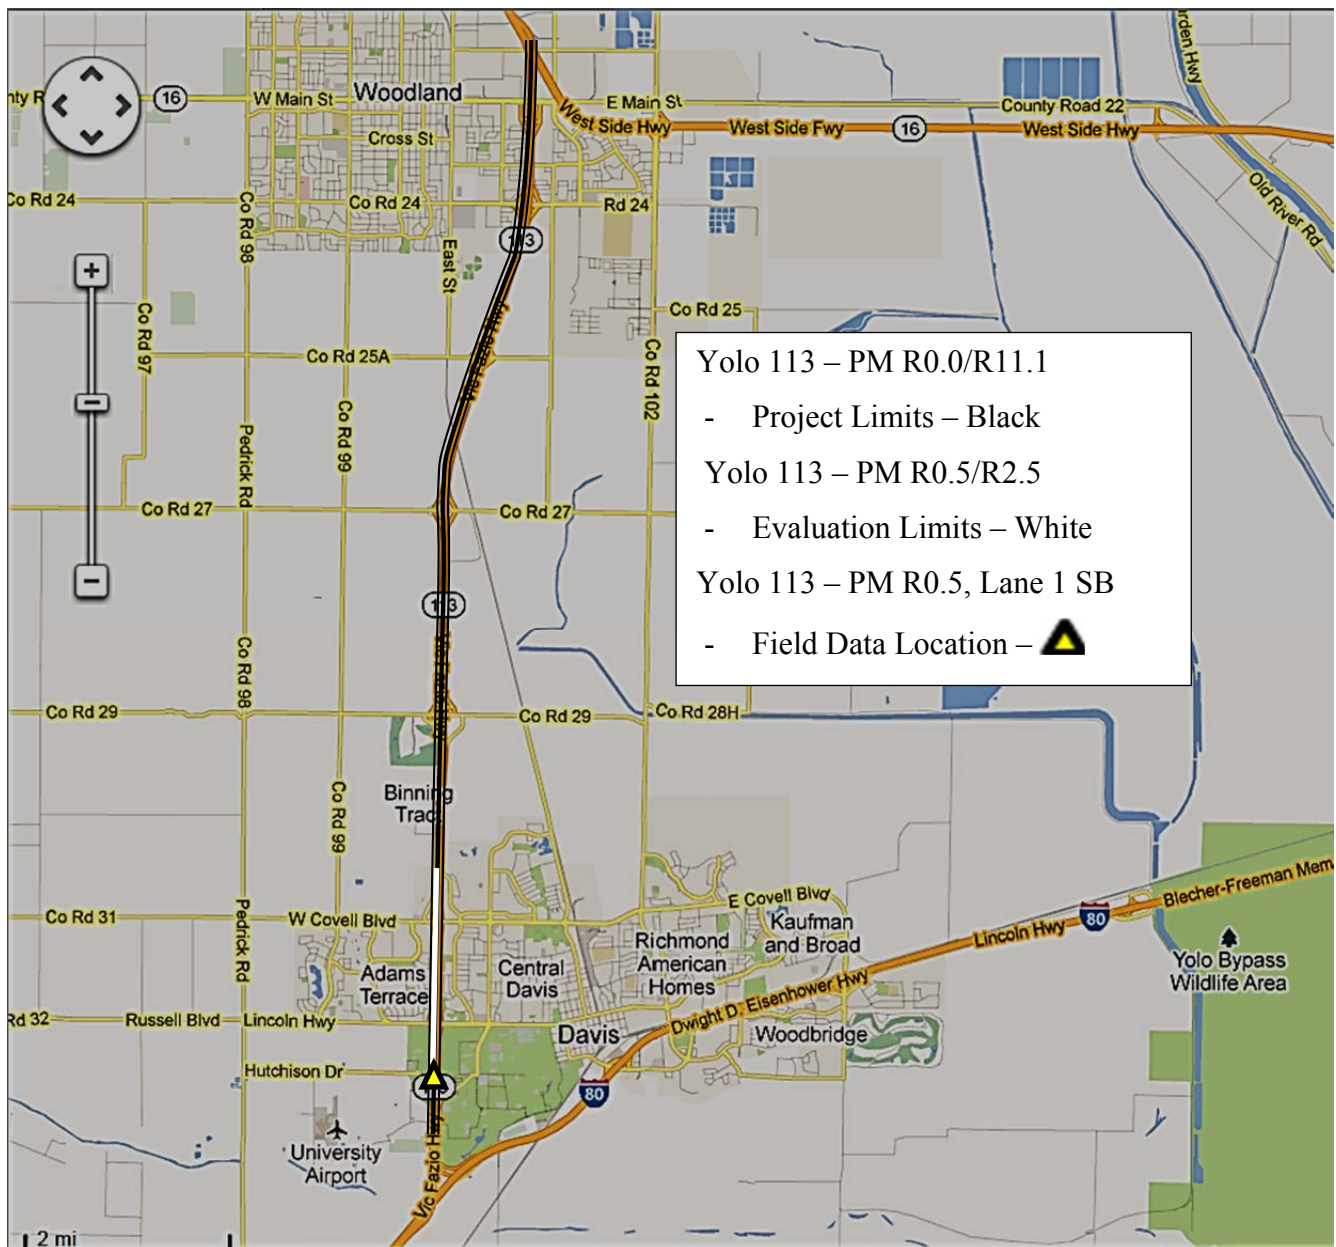 Woodland
16
W Main St
E Main St
County Road 22
West Side Hwy
West Side Fwy
16
West Side Hwy
Cross St
Co Rd 24
Co Rd 24
Rd 24
Old River Rd
Co Rd 98
East St
Co Rd 97
Co Rd 25
Co Rd 25A
Co Rd 102
Co Rd 99
Pedrick Rd
Co Rd 27
Co Rd 27
Yolo 113 – PM R0.0/R11.1
- Project Limits – Black
Yolo 113 – PM R0.5/R2.5
- Evaluation Limits – White
Yolo 113 – PM R0.5, Lane 1 SB
- Field Data Location –
Co Rd 98
Co Rd 29
Co Rd 29
Co Rd 28H
Binning
Tract
Co Rd 99
Co Rd 31
W Covell Blvd
E Covell Blvd
Kaufman
and Broad
Richmond
American
Homes
Central
Davis
Adams
Terrace
Pedrick Rd
Lincoln Hwy
80
Blecher-Freeman Mem
Yolo Bypass
Wildlife Area
Dwight D. Eisenhower Hwy
Rd 32
Russell Blvd
Lincoln Hwy
Davis
Woodbridge
Hutchison Dr
80
University
Airport
Vic Fazio
2 mi